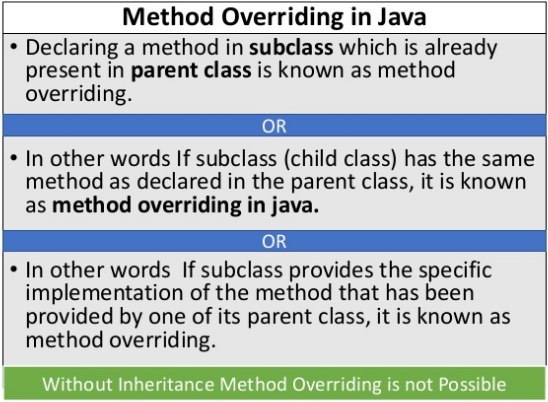 Method Overriding in Java
• Declaring a method in subclass which is already
present in parent class is known as method
overriding.
OR
• In other words If subclass (child class) has the same
method as declared in the parent class, it is known
as method overriding in java.
OR
• In other words If subclass provides the specific
implementation of the method that has been
provided by one of its parent class, it is known as
method overriding.
Without Inheritance Method Overriding is not Possible